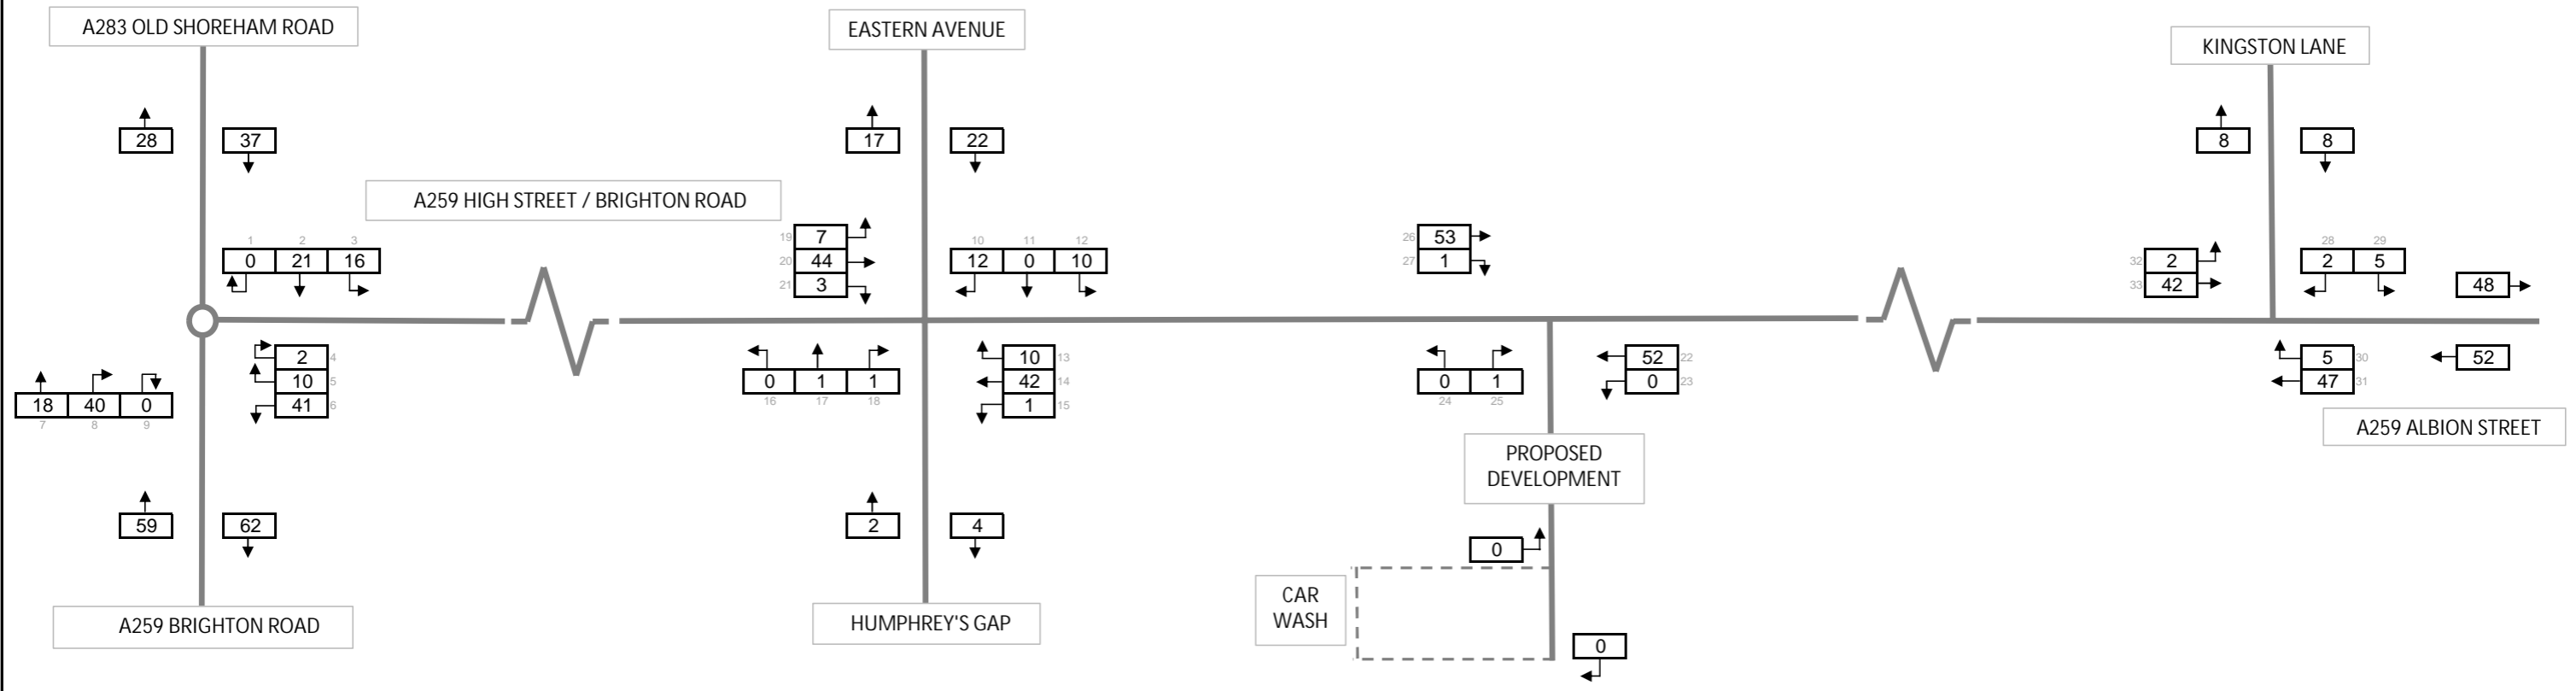 A283 OLD SHOREHAM ROAD
EASTERN AVENUE
KINGSTON LANE
28 37
17 22
8 8
A259 HIGH STREET / BRIGHTON ROAD
1 2 3
0 21 16
19 7
20 44
21 3
10 11 12
12 0 10
26 53
27 1
32 2
33 42
28 29
2 5
48
2 4
10 5
41 6
18 40 0
7 8 9
0 1 1
16 17 18
10 13
42 14
1 15
0 1
24 25
52 22
0 23
5 30
47 31
52
A259 ALBION STREET
PROPOSED
DEVELOPMENT
59 62
2 4
0
CAR
WASH
0
A259 BRIGHTON ROAD
HUMPHREY'S GAP